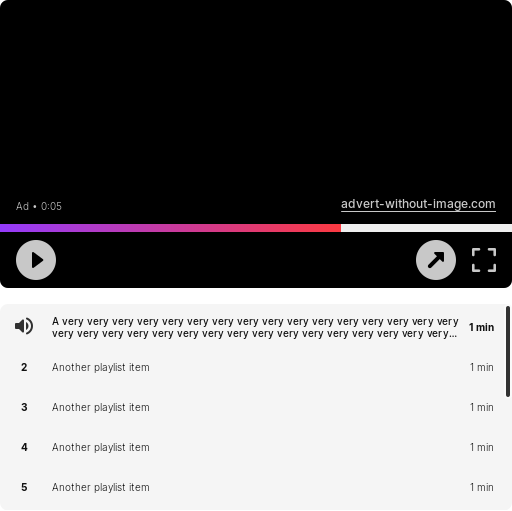 Ad • 0:05
advert-without-image.com
A very very very very very very very very very very very very very very very very
very very very very very very very very very very very very very very very very...
1 min
2 Another playlist item 1 min
3 Another playlist item 1 min
4 Another playlist item 1 min
5 Another playlist item 1 min